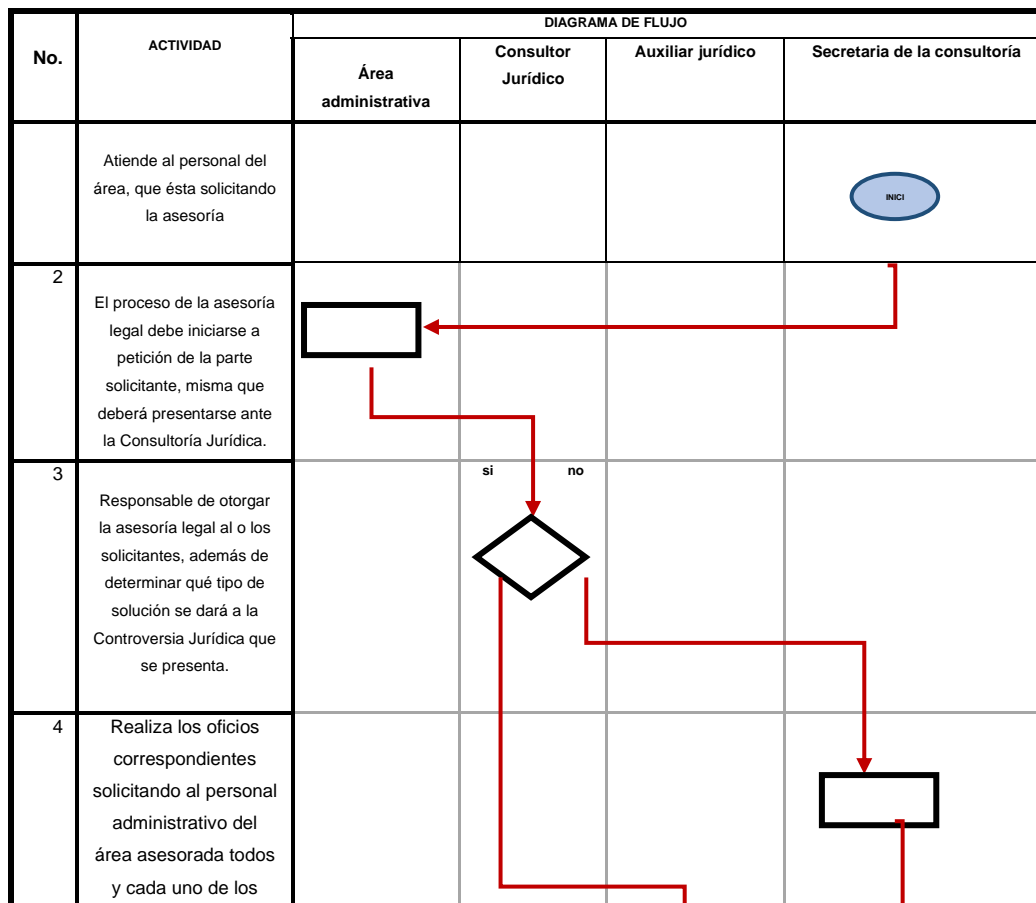 DIAGRAMA DE FLUJO
No.
ACTIVIDAD
Área
administrativa
Consultor
Jurídico
Auxiliar jurídico
Secretaria de la consultoría
Atiende al personal del
área, que ésta solicitando
la asesoría
INICI
2
El proceso de la asesoría
legal debe iniciarse a
petición de la parte
solicitante, misma que
deberá presentarse ante
la Consultoría Jurídica.
3
si no
Responsable de otorgar
la asesoría legal al o los
solicitantes, además de
determinar qué tipo de
solución se dará a la
Controversia Jurídica que
se presenta.
4
Realiza los oficios
correspondientes
solicitando al personal
administrativo del
área asesorada todos
y cada uno de los